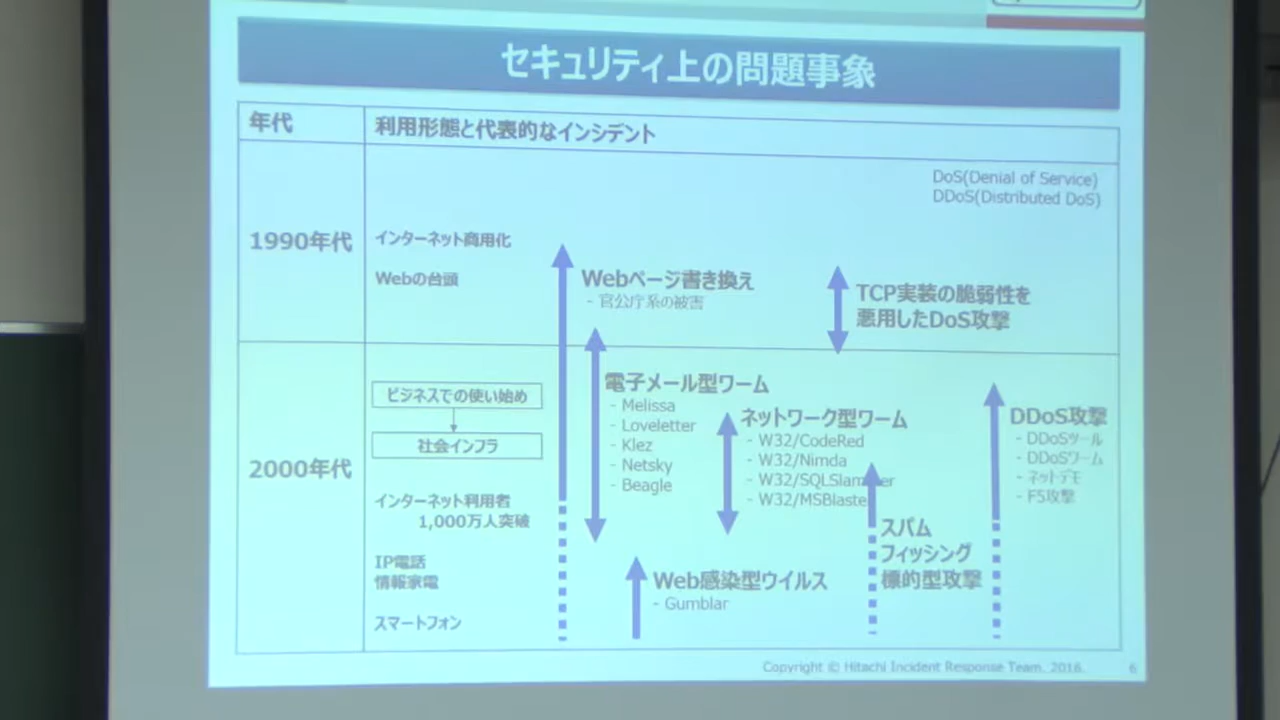 セキュリティ上の問題事象
年代
利用形態と代表的なインシデント
DoS(Denial of Service)
DDoS(Distributed DoS)
1990年代
インターネット商用化
Webの台頭
Webページ書き換え
- 官公庁系の被害
TCP実装の脆弱性を
悪用したDoS攻撃
2000年代
ビジネスでの使い始め
社会インフラ
インターネット利用者
1,000万人突破
IP電話
情報家電
スマートフォン
電子メール型ワーム
- Melissa
- Loveletter
- Klez
- Netsky
- Beagle
ネットワーク型ワーム
- W32/CodeRed
- W32/Nimda
- W32/SQLSlammer
- W32/MSBlaster
DDoS攻撃
- DDoSツール
- DDoSワーム
- ネットデモ
- F5攻撃
スパム
フィッシング
標的型攻撃
Web感染型ウイルス
- Gumblar
Copyright © Hitachi Incident Response Team. 2016.
6